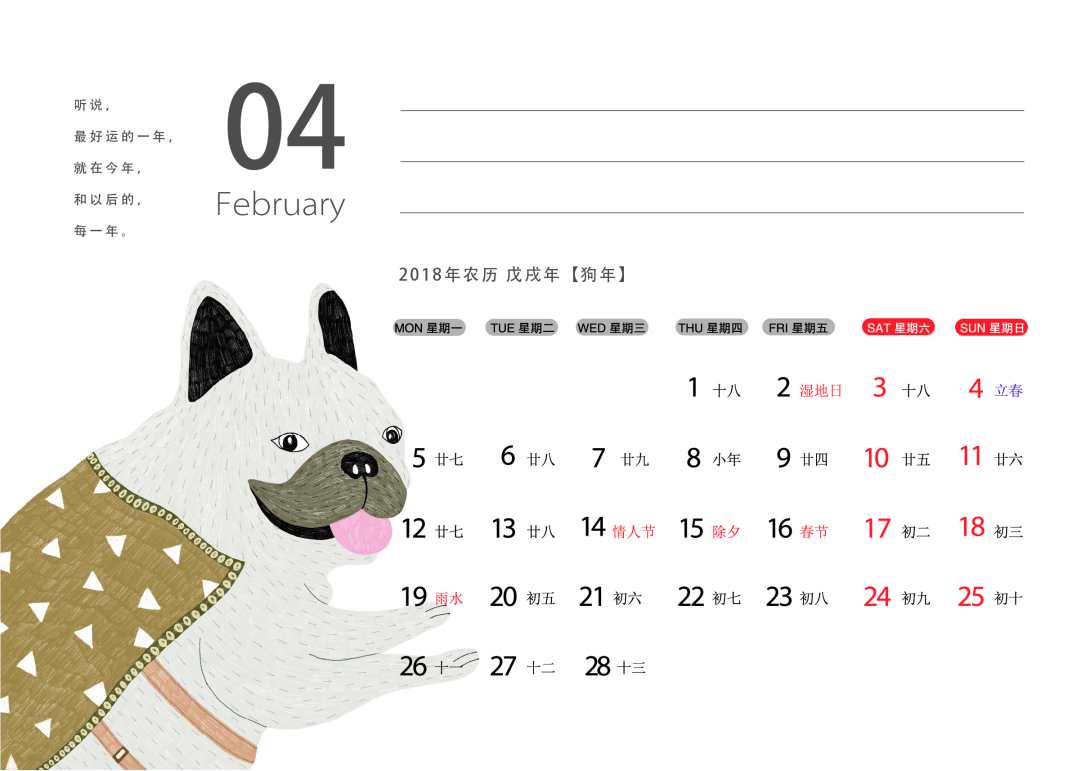 听说，
最好运的一年，
就在今年，
和以后的，
每一年。
04
February
2018年农历 戊戌年【狗年】
MON 星期一 TUE 星期二 WED 星期三 THU 星期四 FRI 星期五 SAT 星期六 SUN 星期日
1 十八 2 湿地日 3 十八 4 立春
5 廿七 6 廿八 7 廿九 8 小年 9 廿四 10 廿五 11 廿六
12 廿七 13 廿八 14 情人节 15 除夕 16 春节 17 初二 18 初三
19 雨水 20 初五 21 初六 22 初七 23 初八 24 初九 25 初十
26 十一 27 十二 28 十三